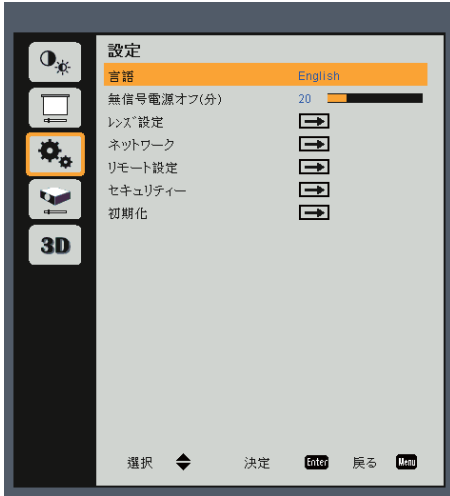 設定
言語 English
無信号電源オフ(分) 20
レンズ設定
ネットワーク
リモート設定
セキュリティー
初期化
3D
選択 決定 Enter 戻る Menu